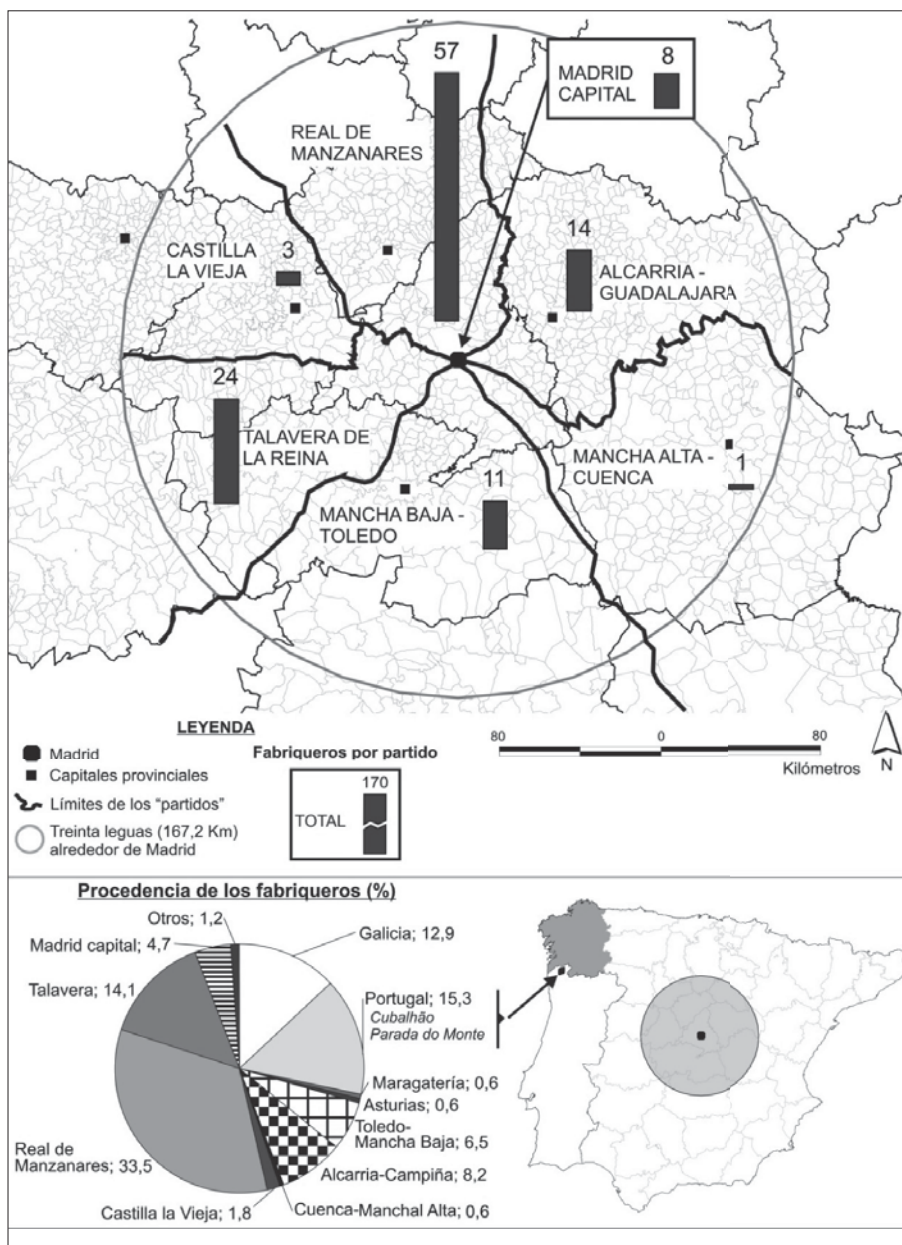 57
8
MADRID
CAPITAL
REAL DE
MANZANARES
14
3
CASTILLA
LA VIEJA
ALCARRIA -
GUADALAJARA
24
TALAVERA DE
LA REINA
MANCHA ALTA -
CUENCA
1
11
MANCHA BAJA -
TOLEDO
LEYENDA
Madrid
Capitales provinciales
Límites de los “partidos”
Treinta leguas (167,2 Km)
alrededor de Madrid
Fabriqueros por partido
170
TOTAL
80 0 80
Kilómetros
N
Procedencia de los fabriqueros (%)
Otros; 1,2
Madrid capital; 4,7
Talavera; 14,1
Real de
Manzanares; 33,5
Castilla la Vieja; 1,8
Galicia; 12,9
Portugal; 15,3
Cubalhão
Parada do Monte
Maragatería; 0,6
Asturias; 0,6
Toledo-
Mancha Baja; 6,5
Alcarria-Campiña; 8,2
Cuenca-Manchal Alta; 0,6